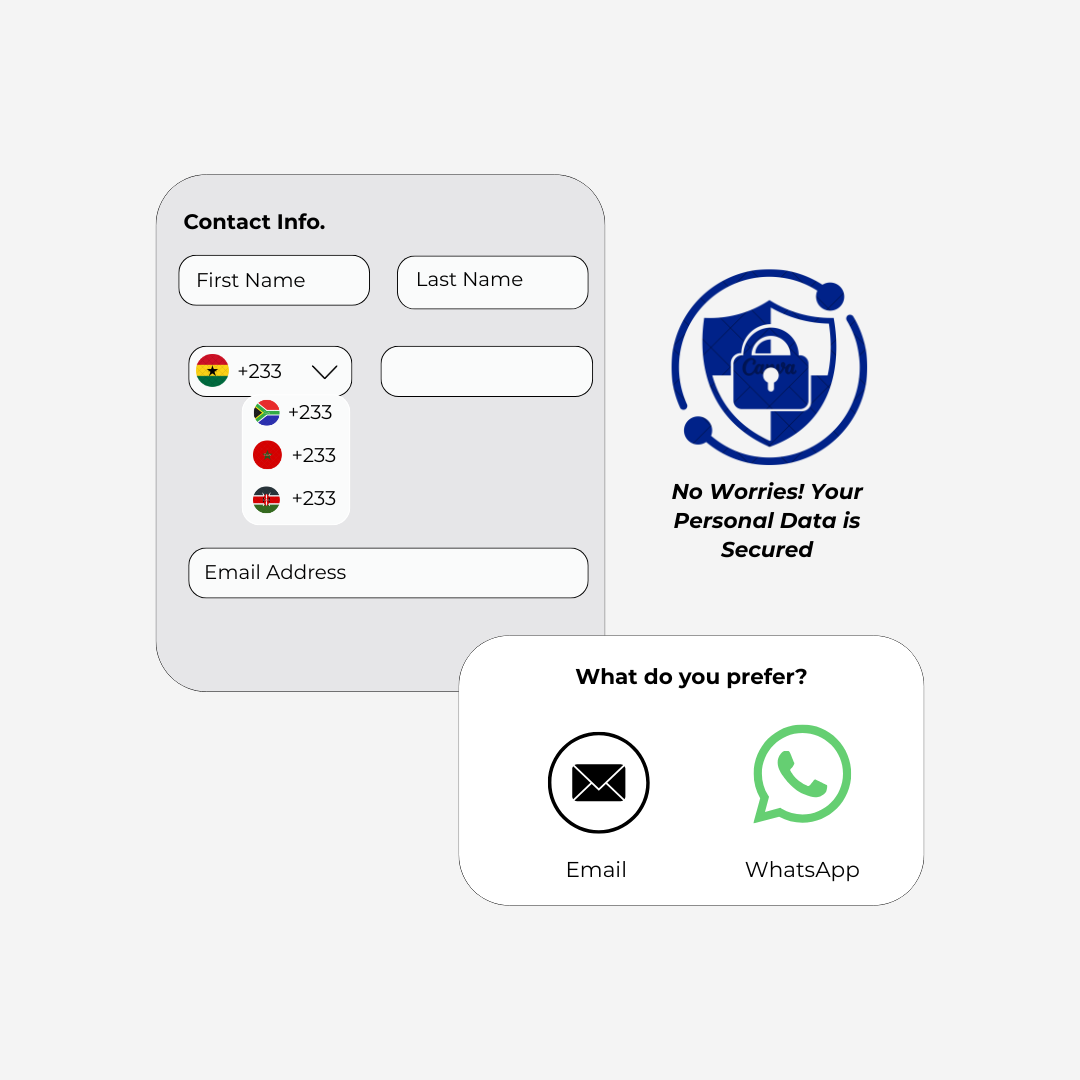 Contact Info.
First Name
Last Name
+233
+233
+233
+233
Email Address
Canva
No Worries! Your
Personal Data is
Secured
What do you prefer?
Email
WhatsApp